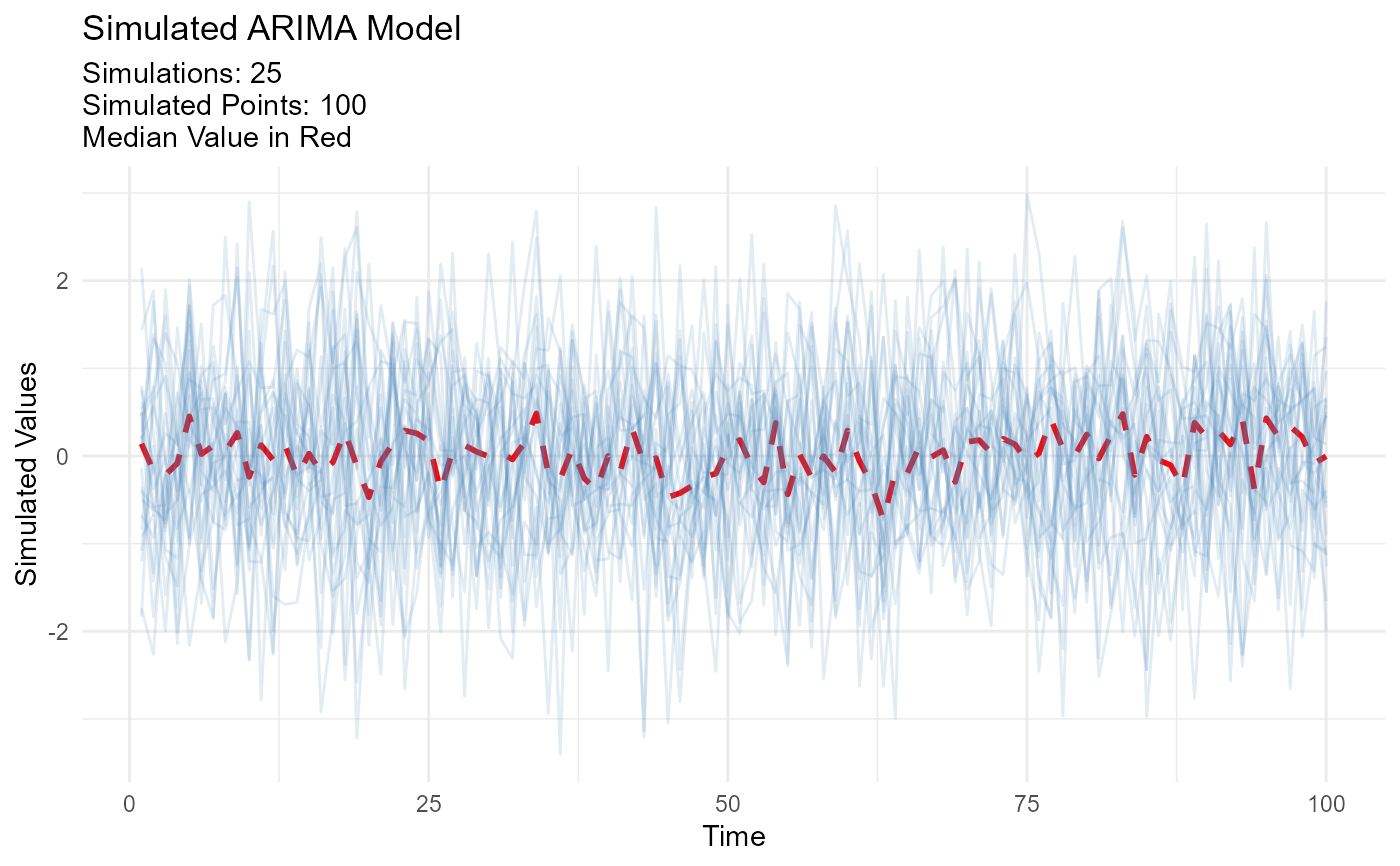 Simulated ARIMA Model
Simulations: 25
Simulated Points: 100
Median Value in Red
Simulated Values
2
0
-2
0
25
50
75
100
Time